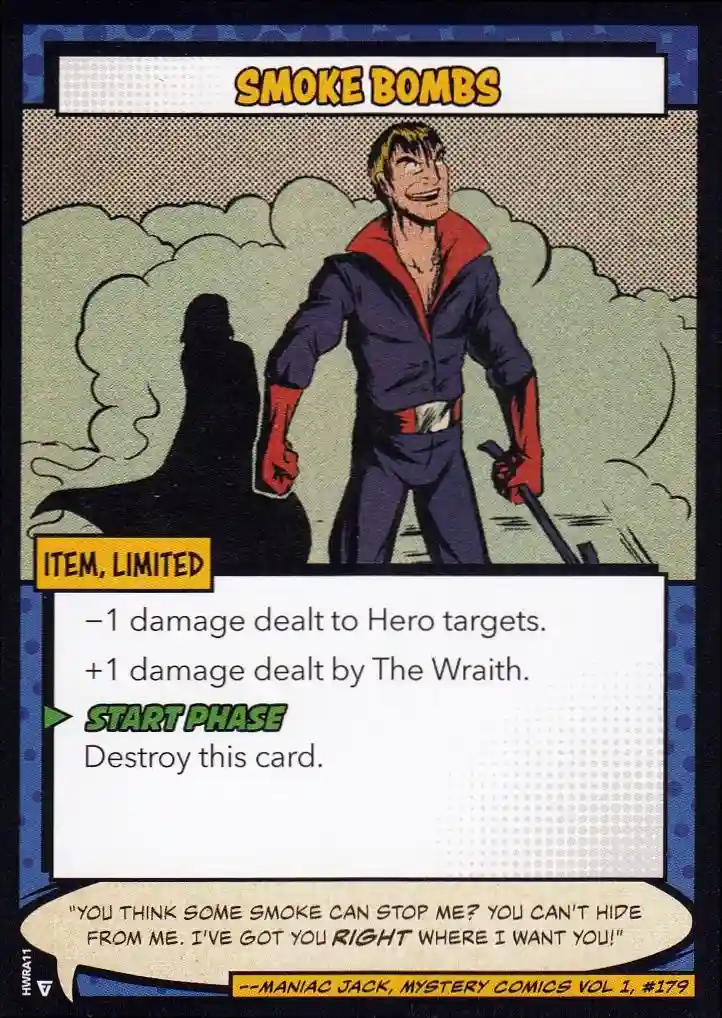 SMOKE BOMBS
ITEM, LIMITED
−1 damage dealt to Hero targets.
+1 damage dealt by The Wraith.
START PHASE
Destroy this card.
"YOU THINK SOME SMOKE CAN STOP ME? YOU CAN'T HIDE
FROM ME. I'VE GOT YOU RIGHT WHERE I WANT YOU!"
--MANIAC JACK, MYSTERY COMICS VOL 1, #179
HWRA11